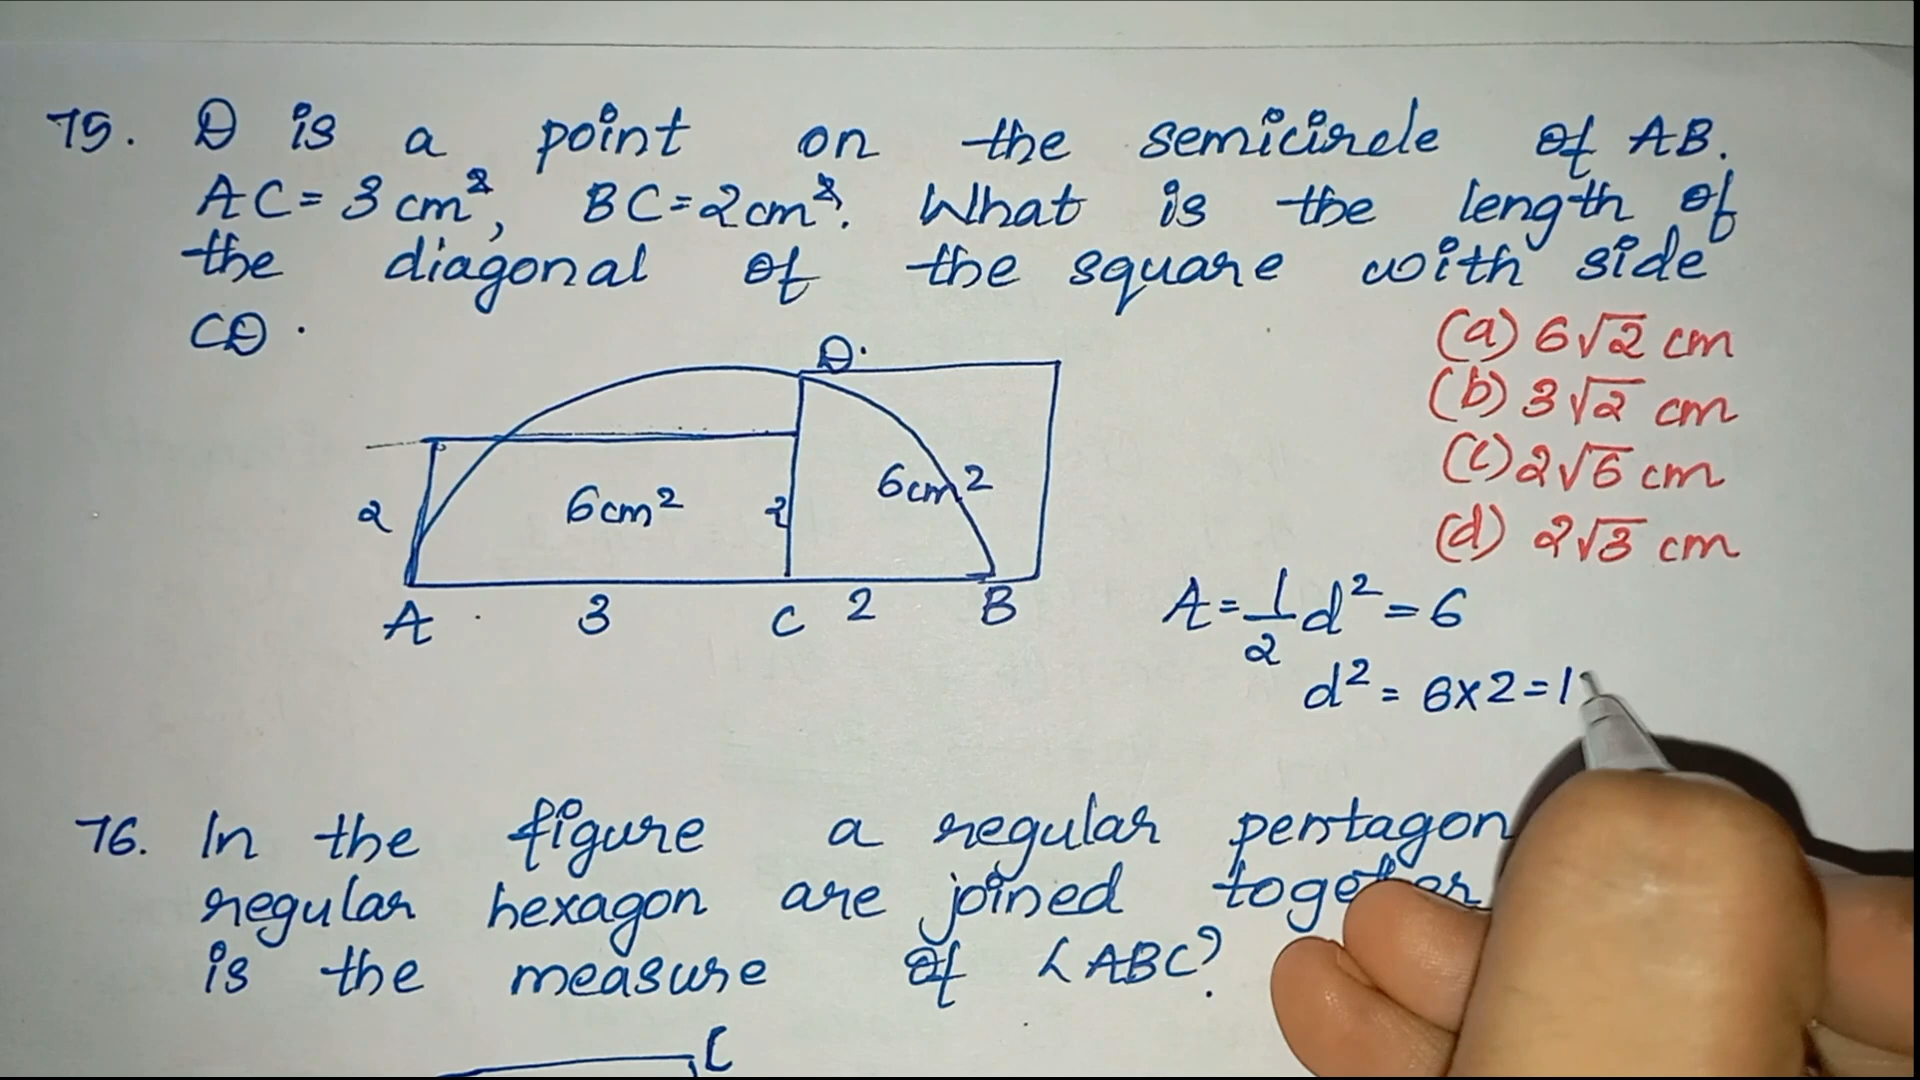 75. D is a point on the semicircle of AB.
AC = 3 cm², BC = 2 cm². What is the length of
the diagonal of the square with side
CD.
(a) 6√2 cm
(b) 3√2 cm
(c) 2√6 cm
(d) 2√3 cm
D.
2 6cm² 2 6cm²
A 3 C 2 B
A = 1/2 d² = 6
d² = 6×2 = 1
76. In the figure a regular pentagon
regular hexagon are joined together
is the measure of ∠ABC?
C